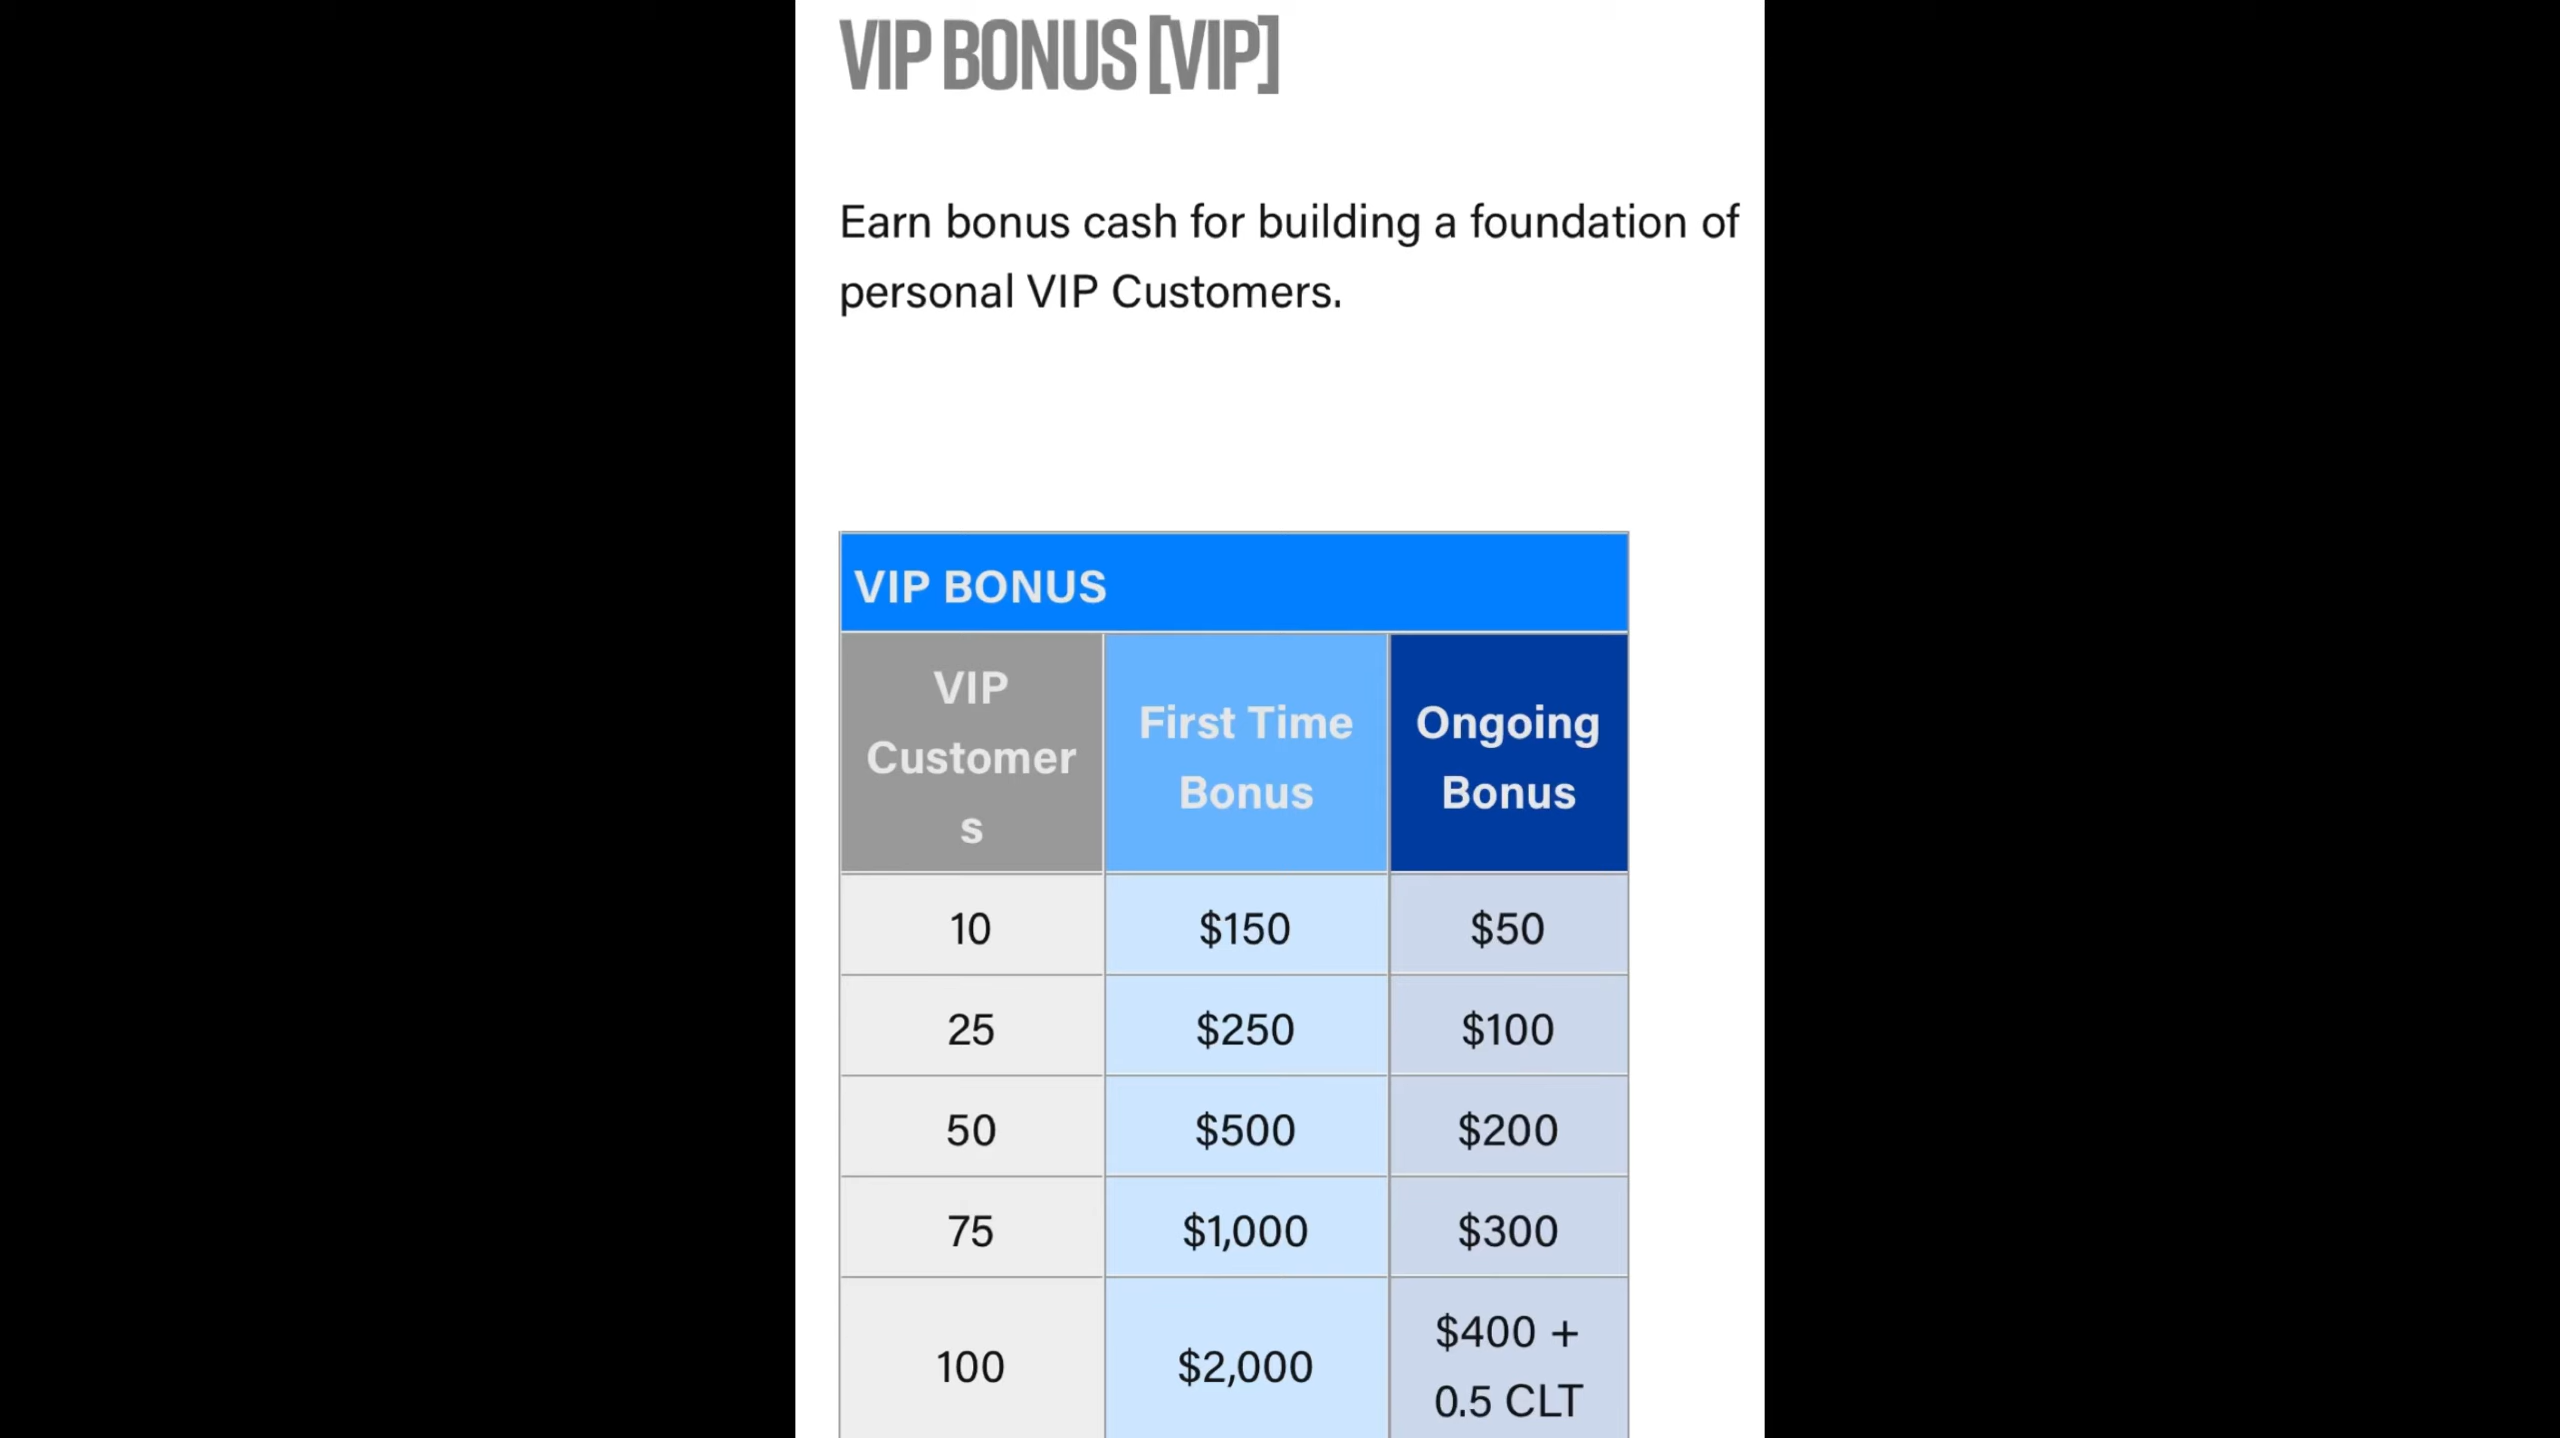 VIP BONUS [VIP]
Earn bonus cash for building a foundation of
personal VIP Customers.
VIP BONUS
VIP
Customer
s
First Time
Bonus
Ongoing
Bonus
10 $150 $50
25 $250 $100
50 $500 $200
75 $1,000 $300
100 $2,000 $400 +
0.5 CLT